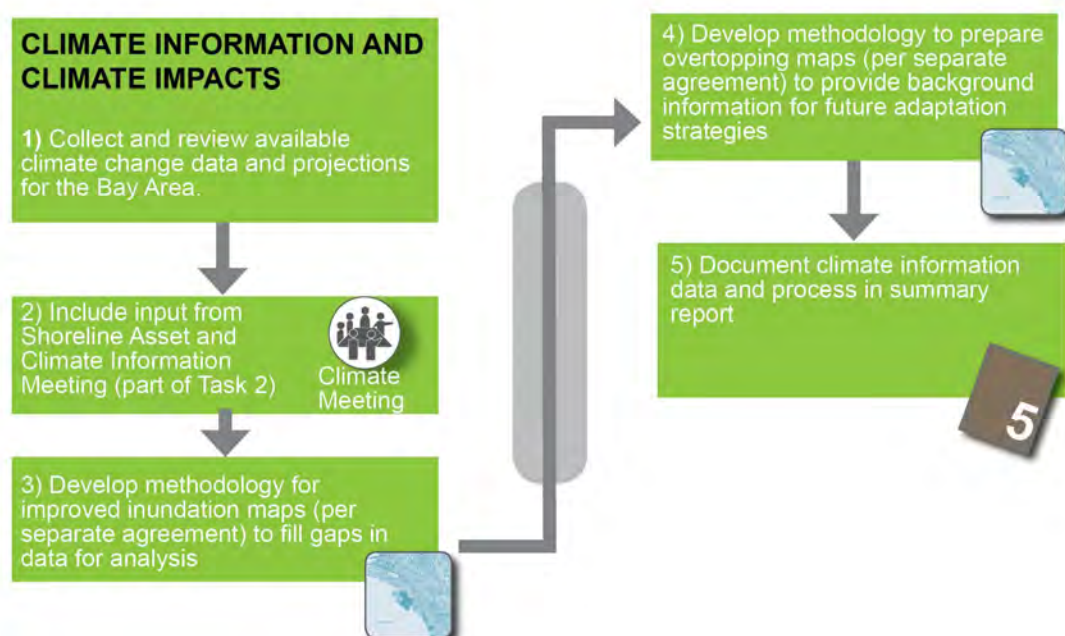 CLIMATE INFORMATION AND
CLIMATE IMPACTS
1) Collect and review available
climate change data and projections
for the Bay Area.
2) Include input from
Shoreline Asset and
Climate Information
Meeting (part of Task 2)
Climate
Meeting
3) Develop methodology for
improved inundation maps (per
separate agreement) to fill gaps in
data for analysis
4) Develop methodology to prepare
overtopping maps (per separate
agreement) to provide background
information for future adaptation
strategies
5) Document climate information
data and process in summary
report
5